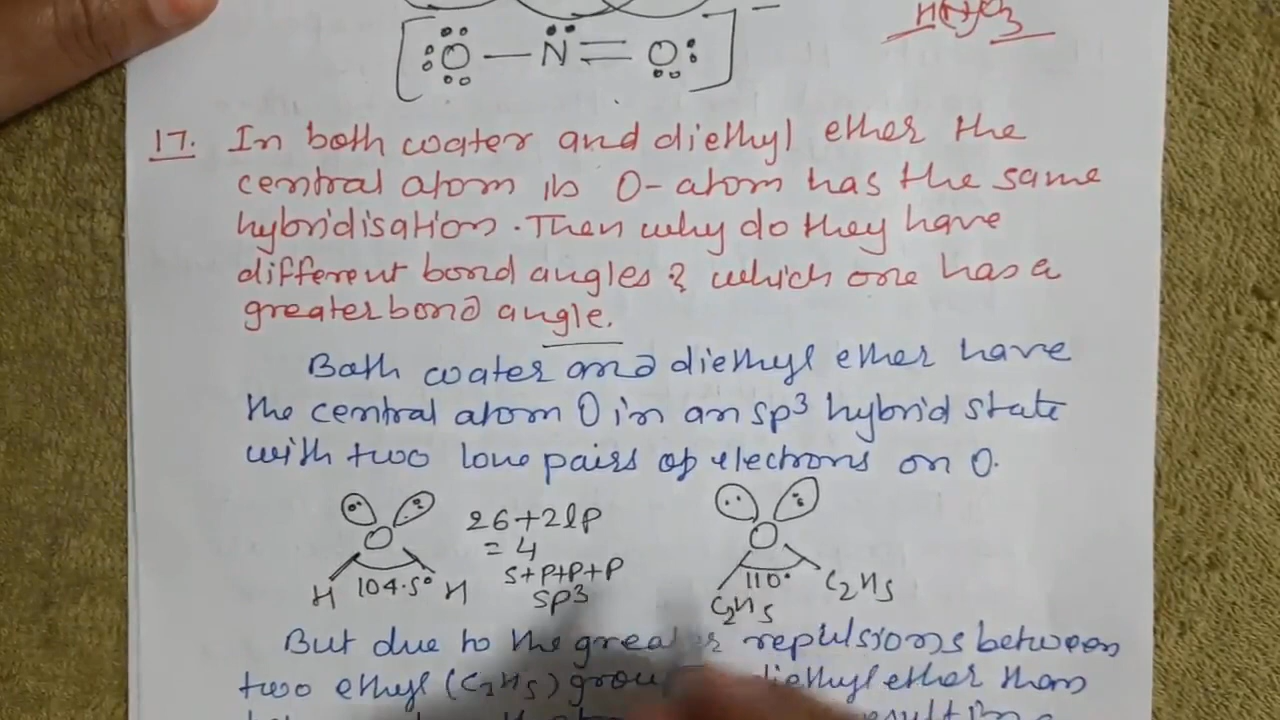 [:Ö — N̈ = O:]⁻
17. In both water and diethyl ether the
central atom is O-atom has the same
hybridisation. Then why do they have
different bond angles? which one has a
greater bond angle.
Both water and diethyl ether have
the central atom O in an sp³ hybrid state
with two lone pairs of electrons on O.
O H 104.5° H
2σ+2lp
= 4
s+p+p+p
sp³
O C₂H₅ 110° C₂H₅
But due to the greater repulsions between
two ethyl (C₂H₅) diethyl ether than